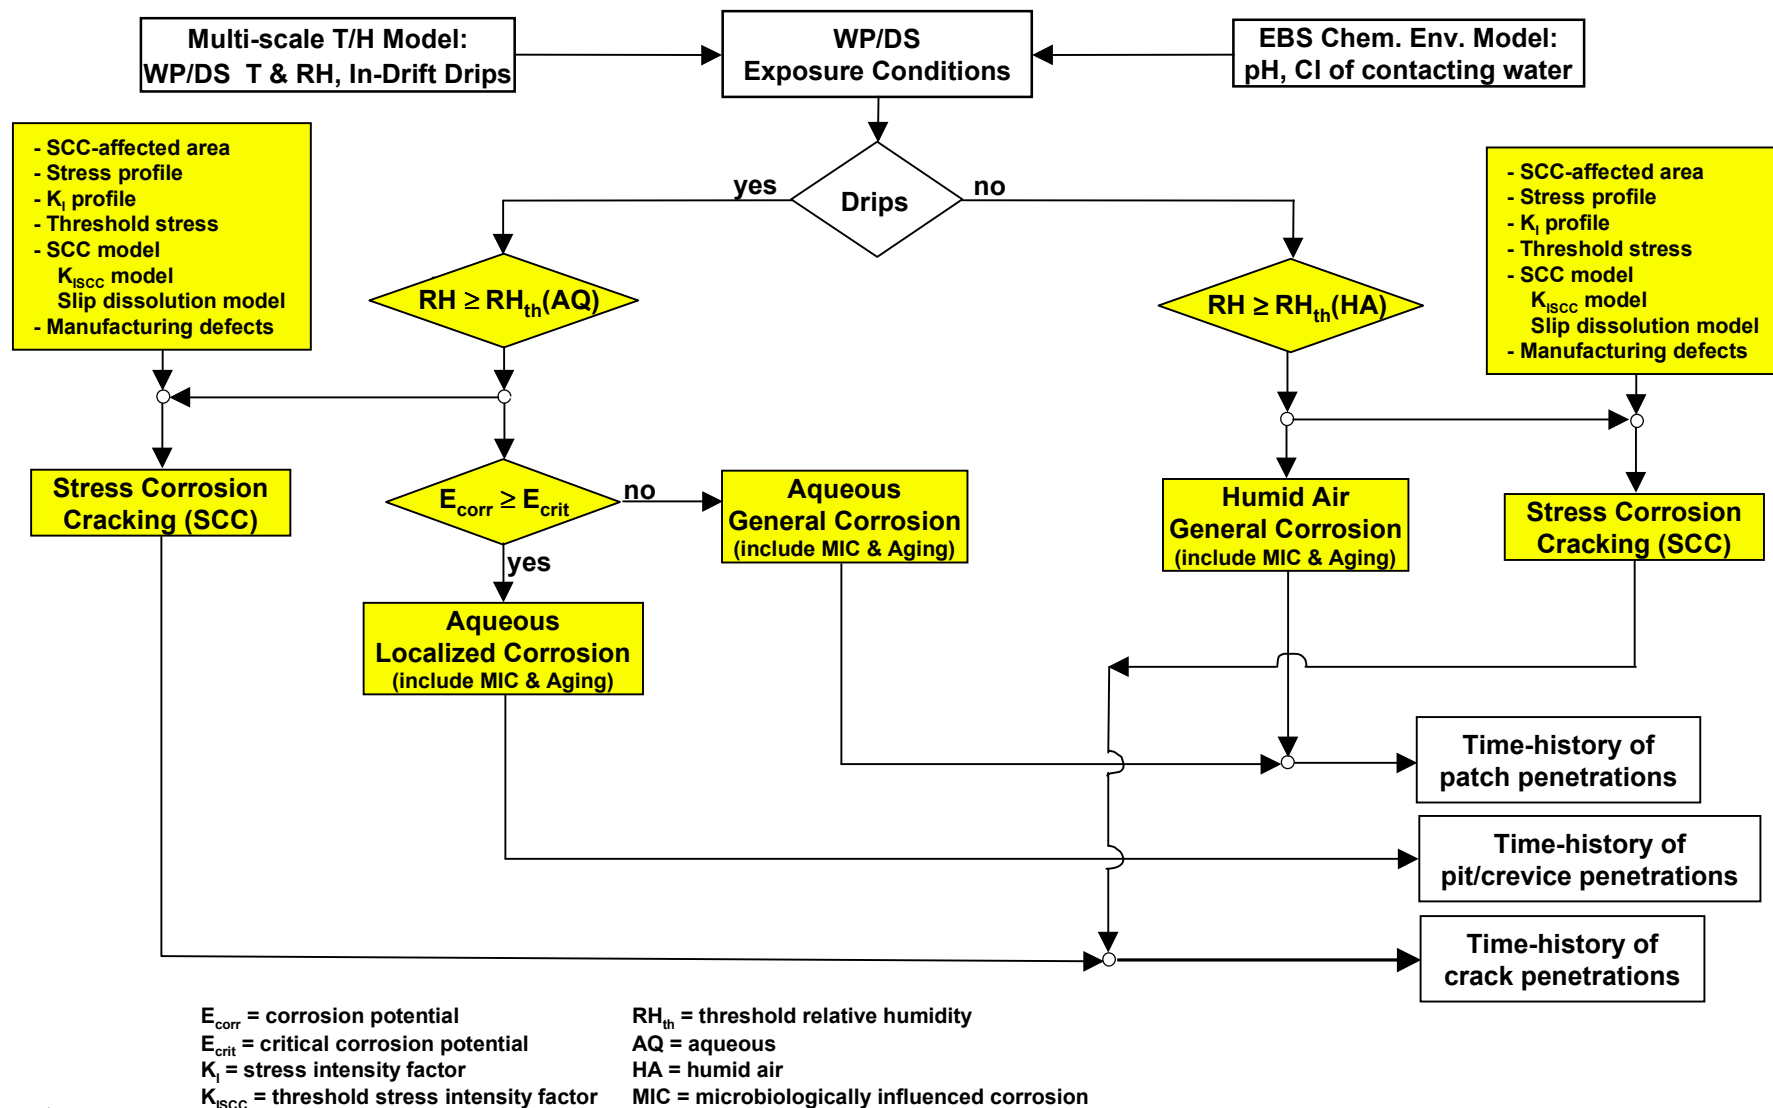 Multi-scale T/H Model:
WP/DS T & RH, In-Drift Drips
WP/DS
Exposure Conditions
EBS Chem. Env. Model:
pH, Cl of contacting water
- SCC-affected area
- Stress profile
- K_I profile
- Threshold stress
- SCC model
K_ISCC model
Slip dissolution model
- Manufacturing defects
yes
Drips
no
- SCC-affected area
- Stress profile
- K_I profile
- Threshold stress
- SCC model
K_ISCC model
Slip dissolution model
- Manufacturing defects
RH ≥ RH_th(AQ)
RH ≥ RH_th(HA)
Stress Corrosion
Cracking (SCC)
E_corr ≥ E_crit
no
yes
Aqueous
General Corrosion
(include MIC & Aging)
Humid Air
General Corrosion
(include MIC & Aging)
Stress Corrosion
Cracking (SCC)
Aqueous
Localized Corrosion
(include MIC & Aging)
Time-history of
patch penetrations
Time-history of
pit/crevice penetrations
Time-history of
crack penetrations
E_corr = corrosion potential
E_crit = critical corrosion potential
K_I = stress intensity factor
K_ISCC = threshold stress intensity factor
RH_th = threshold relative humidity
AQ = aqueous
HA = humid air
MIC = microbiologically influenced corrosion